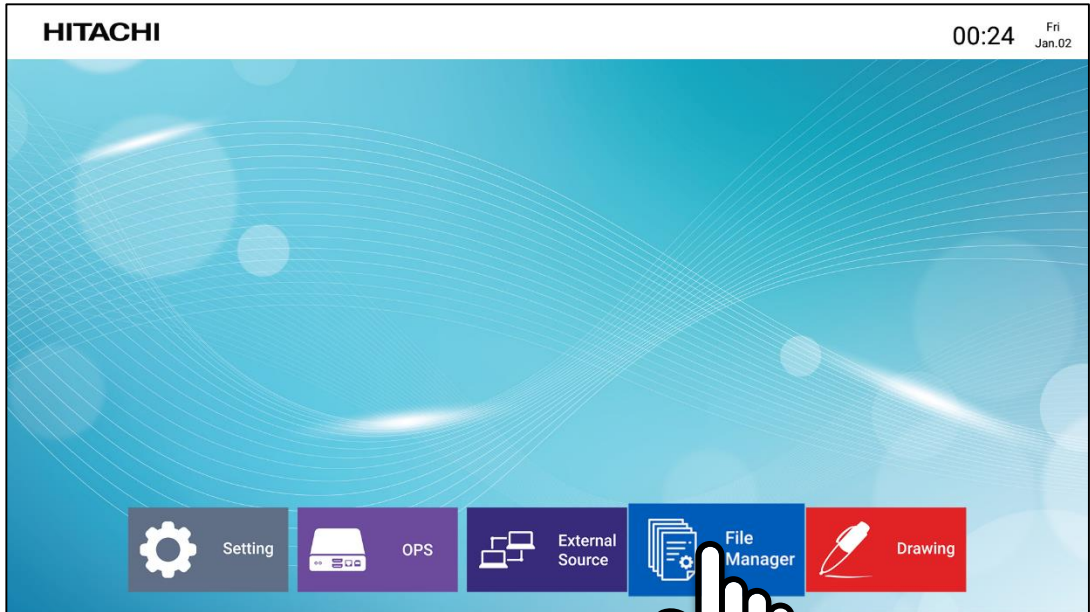 HITACHI
00:24
Fri
Jan.02
Setting
OPS
External
Source
File
Manager
Drawing